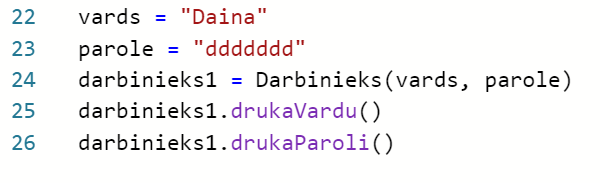 22 vards = "Daina"
23 parole = "ddddddd"
24 darbinieks1 = Darbinieks(vards, parole)
25 darbinieks1.drukaVardu()
26 darbinieks1.drukaParoli()